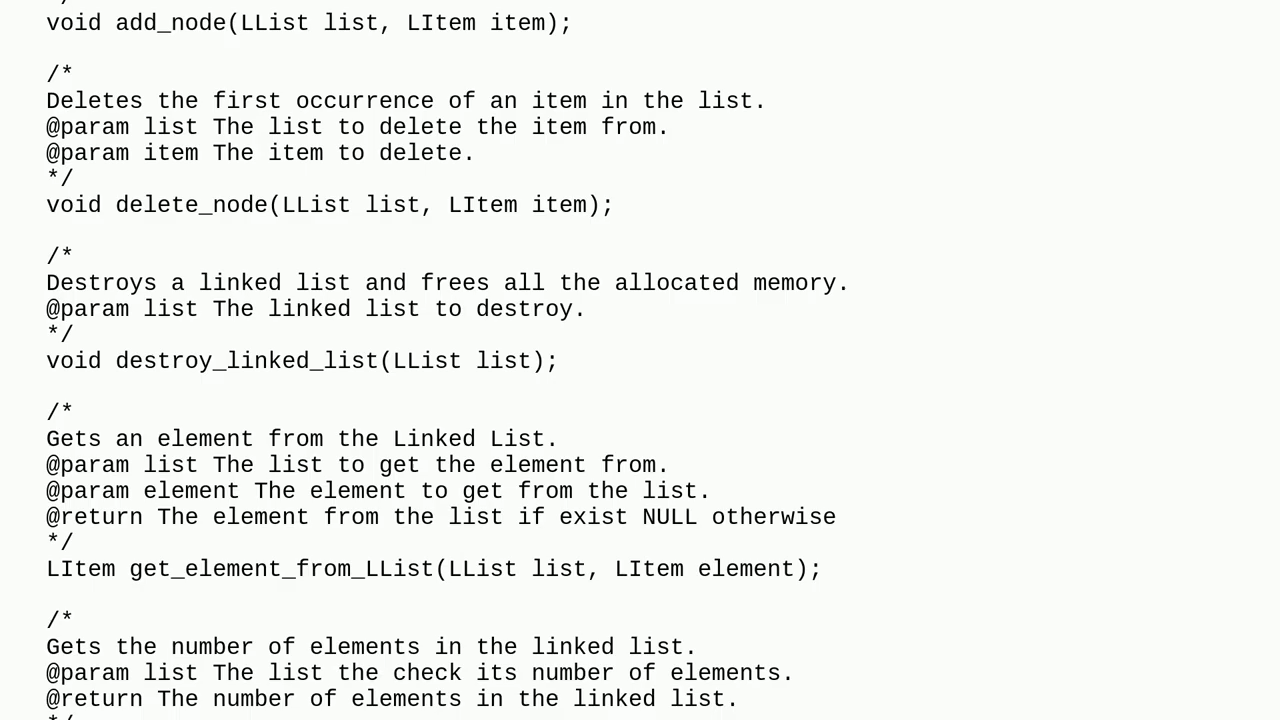 void add_node(LList list, LItem item);
/*
Deletes the first occurrence of an item in the list.
@param list The list to delete the item from.
@param item The item to delete.
*/
void delete_node(LList list, LItem item);
/*
Destroys a linked list and frees all the allocated memory.
@param list The linked list to destroy.
*/
void destroy_linked_list(LList list);
/*
Gets an element from the Linked List.
@param list The list to get the element from.
@param element The element to get from the list.
@return The element from the list if exist NULL otherwise
*/
LItem get_element_from_LList(LList list, LItem element);
/*
Gets the number of elements in the linked list.
@param list The list the check its number of elements.
@return The number of elements in the linked list.
*/